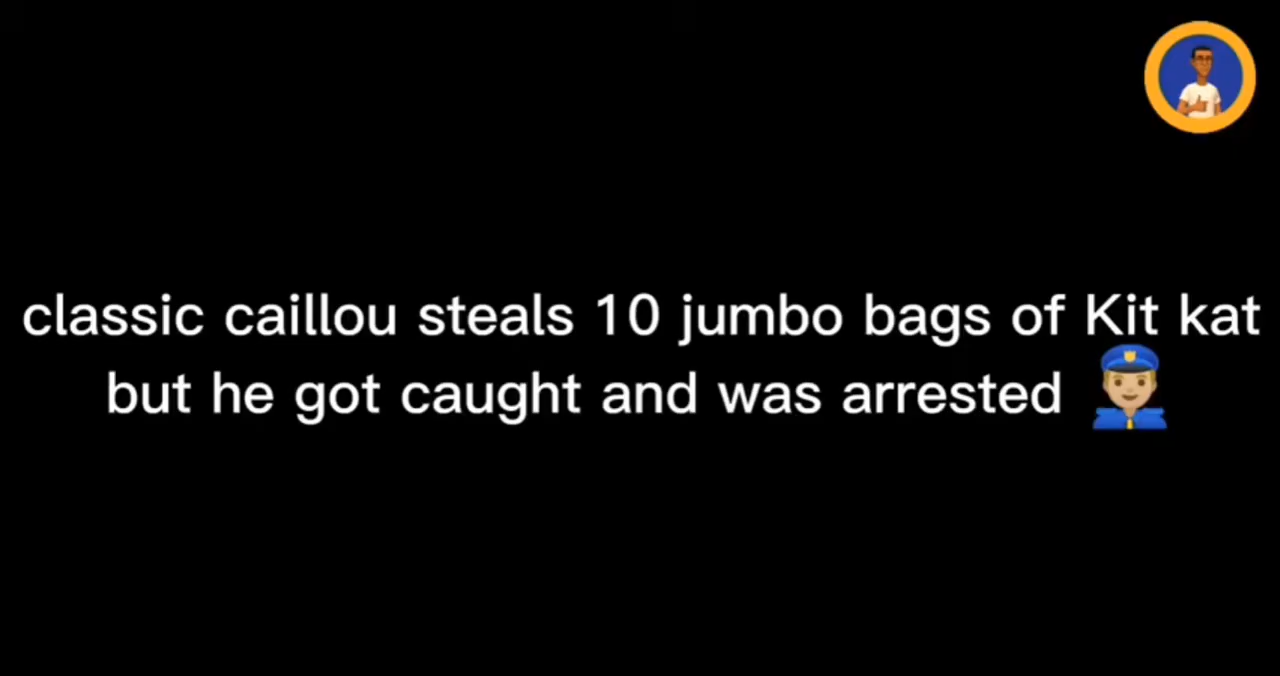 classic caillou steals 10 jumbo bags of Kit kat
but he got caught and was arrested 👮🏼‍♂️